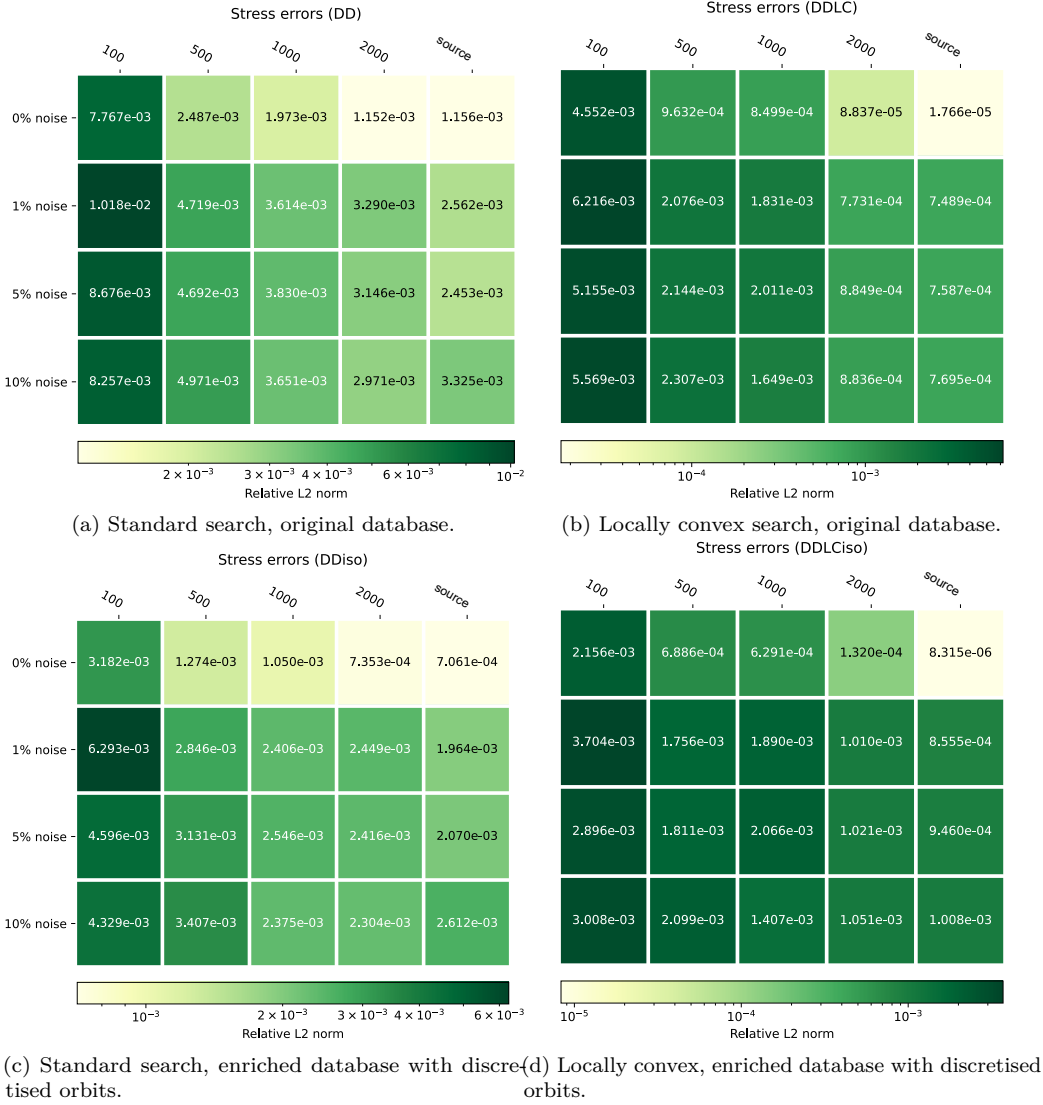 Stress errors (DD)
100 500 1000 2000 source
0% noise 7.767e-03 2.487e-03 1.973e-03 1.152e-03 1.156e-03
1% noise 1.018e-02 4.719e-03 3.614e-03 3.290e-03 2.562e-03
5% noise 8.676e-03 4.692e-03 3.830e-03 3.146e-03 2.453e-03
10% noise 8.257e-03 4.971e-03 3.651e-03 2.971e-03 3.325e-03
2 × 10⁻³ 3 × 10⁻³ 4 × 10⁻³ 6 × 10⁻³ 10⁻²
Relative L2 norm
(a) Standard search, original database.
Stress errors (DDLC)
100 500 1000 2000 source
4.552e-03 9.632e-04 8.499e-04 8.837e-05 1.766e-05
6.216e-03 2.076e-03 1.831e-03 7.731e-04 7.489e-04
5.155e-03 2.144e-03 2.011e-03 8.849e-04 7.587e-04
5.569e-03 2.307e-03 1.649e-03 8.836e-04 7.695e-04
10⁻⁴ 10⁻³
Relative L2 norm
(b) Locally convex search, original database.
Stress errors (DDiso)
100 500 1000 2000 source
0% noise 3.182e-03 1.274e-03 1.050e-03 7.353e-04 7.061e-04
1% noise 6.293e-03 2.846e-03 2.406e-03 2.449e-03 1.964e-03
5% noise 4.596e-03 3.131e-03 2.546e-03 2.416e-03 2.070e-03
10% noise 4.329e-03 3.407e-03 2.375e-03 2.304e-03 2.612e-03
10⁻³ 2 × 10⁻³ 3 × 10⁻³ 4 × 10⁻³ 6 × 10⁻³
Relative L2 norm
(c) Standard search, enriched database with discre-
tised orbits.
Stress errors (DDLCiso)
100 500 1000 2000 source
2.156e-03 6.886e-04 6.291e-04 1.320e-04 8.315e-06
3.704e-03 1.756e-03 1.890e-03 1.010e-03 8.555e-04
2.896e-03 1.811e-03 2.066e-03 1.021e-03 9.460e-04
3.008e-03 2.099e-03 1.407e-03 1.051e-03 1.008e-03
10⁻⁵ 10⁻⁴ 10⁻³
Relative L2 norm
(d) Locally convex, enriched database with discretised
orbits.